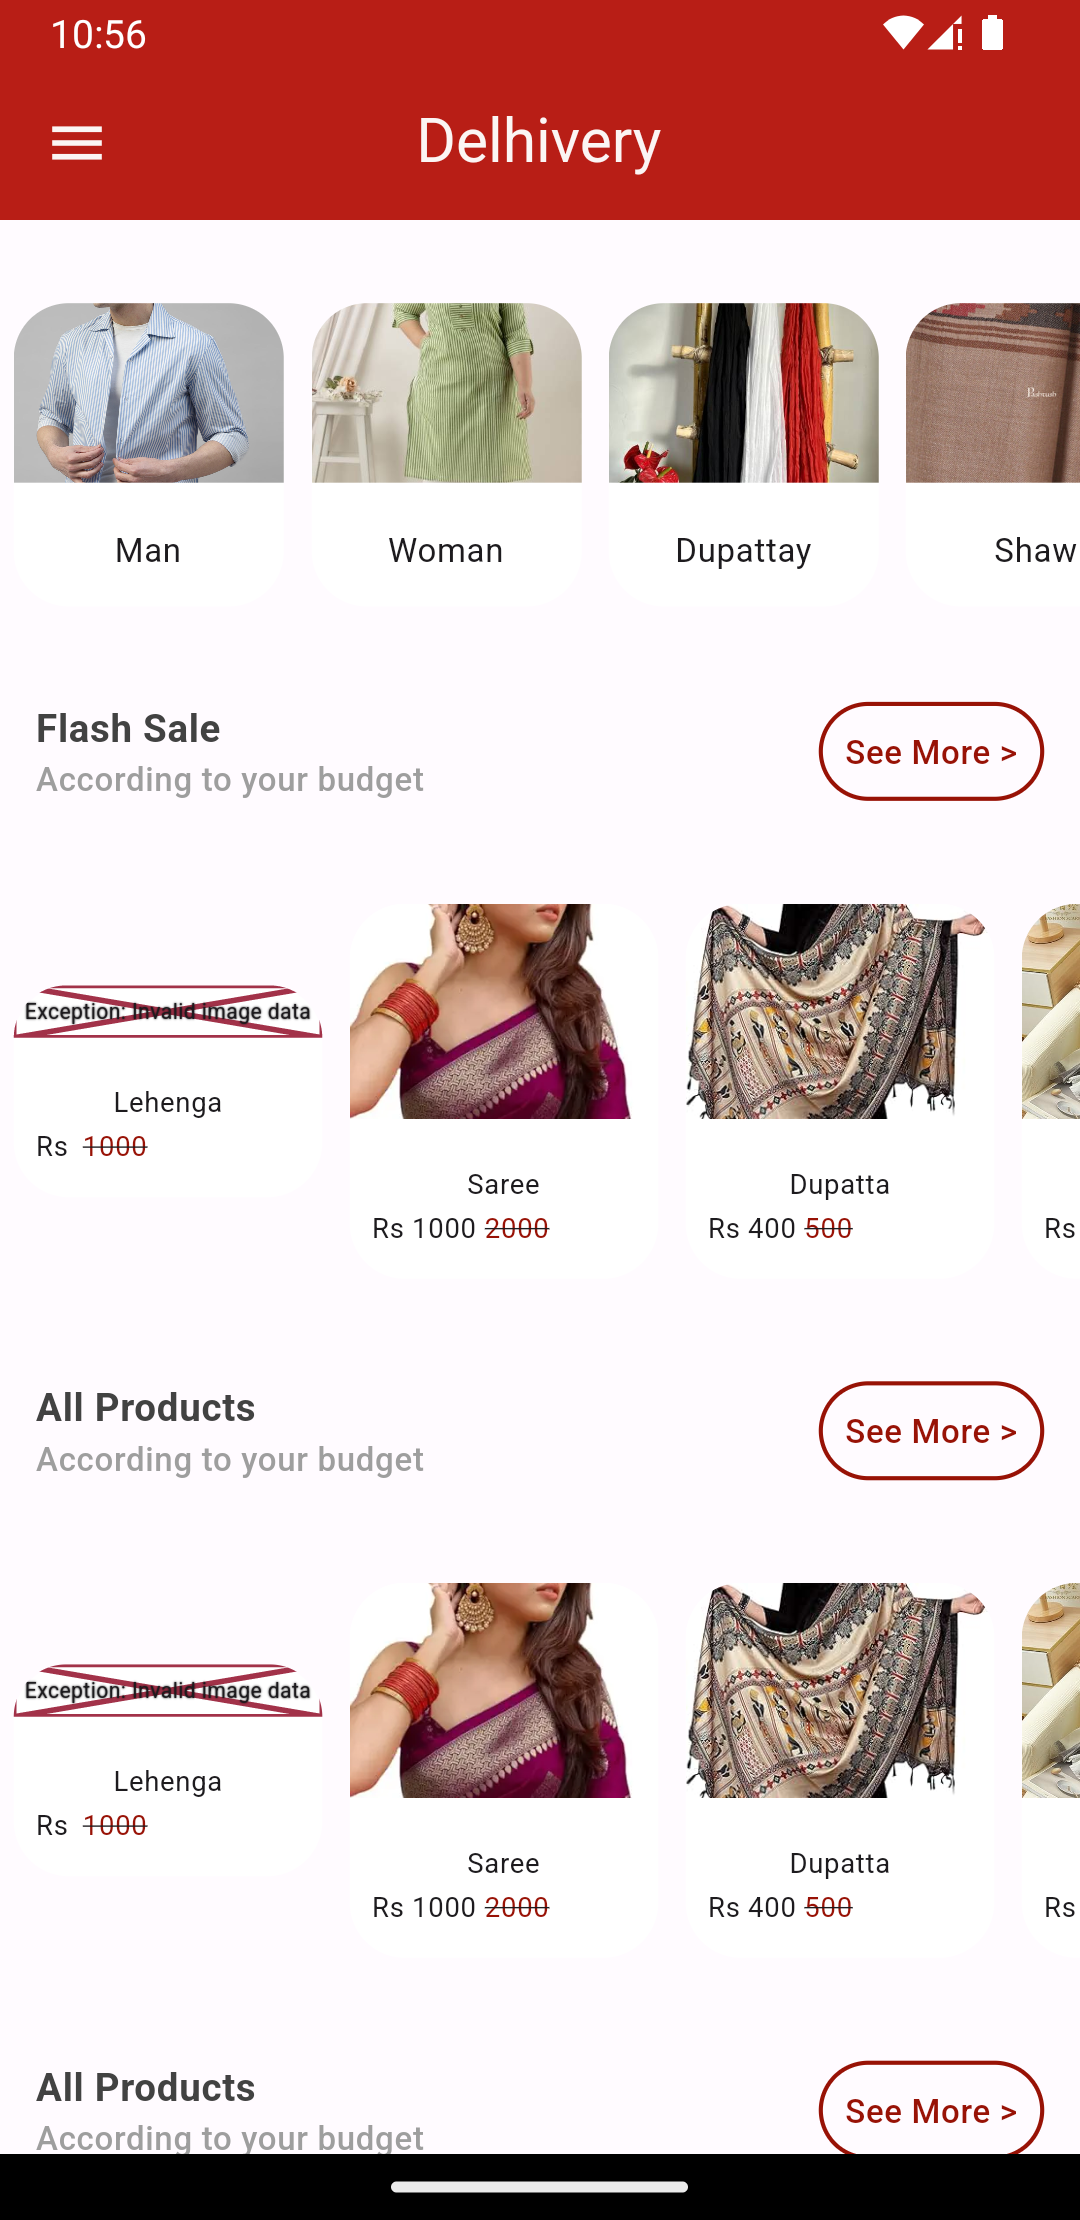 10:56
Delhivery
Man
Woman
Dupattay
Shaw
Flash Sale
According to your budget
See More >
Exception: Invalid image data
Lehenga
Rs 1000
Saree
Rs 1000 2000
Dupatta
Rs 400 500
Rs
All Products
According to your budget
See More >
Exception: Invalid image data
Lehenga
Rs 1000
Saree
Rs 1000 2000
Dupatta
Rs 400 500
Rs
All Products
According to your budget
See More >